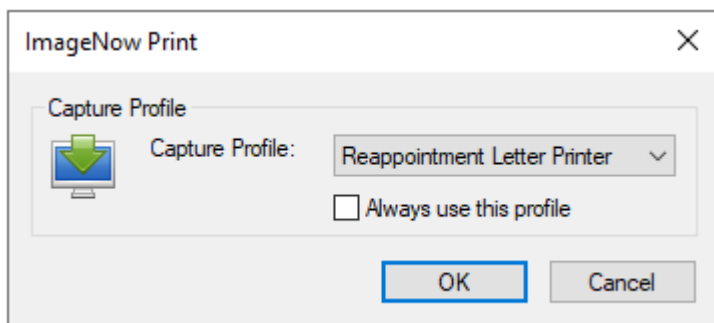 ImageNow Print
Capture Profile
Capture Profile: Reappointment Letter Printer
Always use this profile
OK Cancel